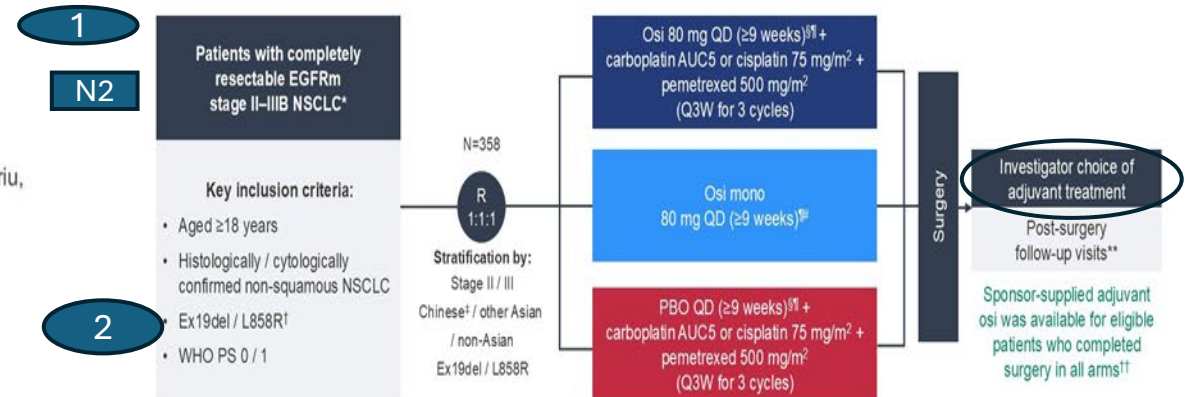 1
N2
riu,
Patients with completely
resectable EGFRm
stage II–IIIB NSCLC*
Key inclusion criteria:
• Aged ≥18 years
• Histologically / cytologically
confirmed non-squamous NSCLC
2
• Ex19del / L858R†
• WHO PS 0 / 1
N=358
R
1:1:1
Stratification by:
Stage II / III
Chinese‡ / other Asian
/ non-Asian
Ex19del / L858R
Osi 80 mg QD (≥9 weeks)§¶ +
carboplatin AUC5 or cisplatin 75 mg/m² +
pemetrexed 500 mg/m²
(Q3W for 3 cycles)
Osi mono
80 mg QD (≥9 weeks)¶#
PBO QD (≥9 weeks)§¶ +
carboplatin AUC5 or cisplatin 75 mg/m² +
pemetrexed 500 mg/m²
(Q3W for 3 cycles)
Surgery
Investigator choice of
adjuvant treatment
Post-surgery
follow-up visits**
Sponsor-supplied adjuvant
osi was available for eligible
patients who completed
surgery in all arms††